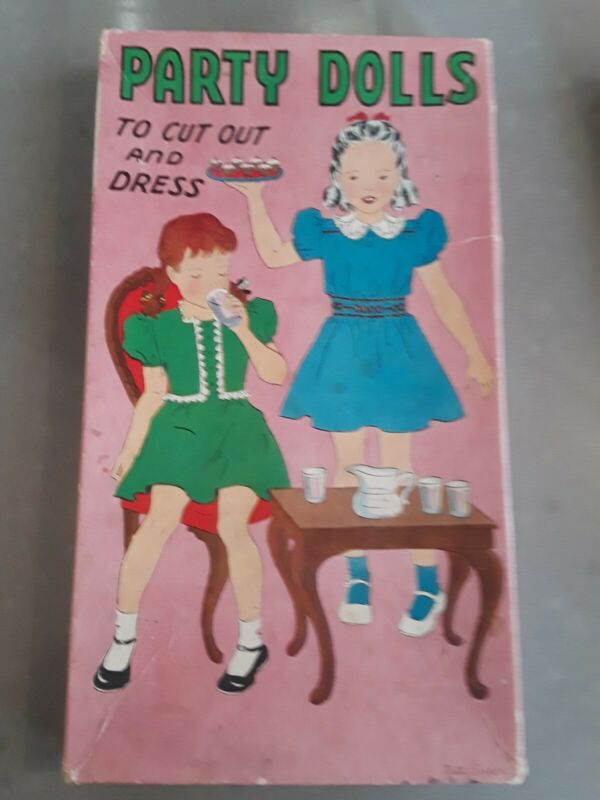 PARTY DOLLS
TO CUT OUT
AND
DRESS